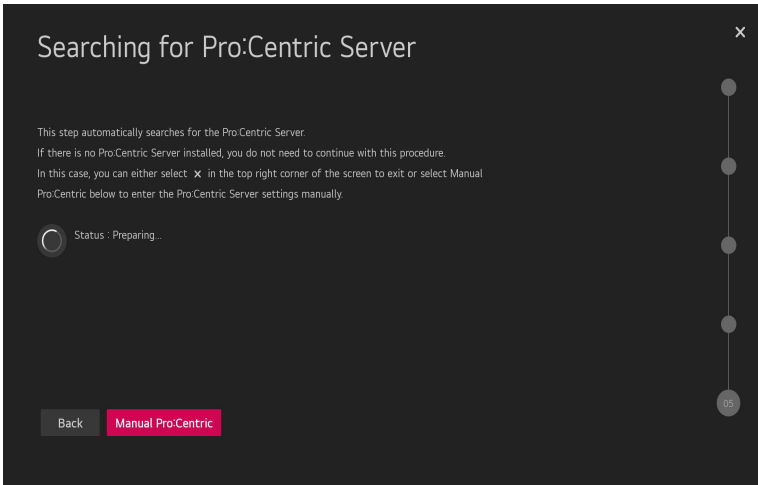 Searching for Pro:Centric Server
This step automatically searches for the Pro:Centric Server.
If there is no Pro:Centric Server installed, you do not need to continue with this procedure.
In this case, you can either select × in the top right corner of the screen to exit or select Manual
Pro:Centric below to enter the Pro:Centric Server settings manually.
Status : Preparing...
05
Back
Manual Pro:Centric